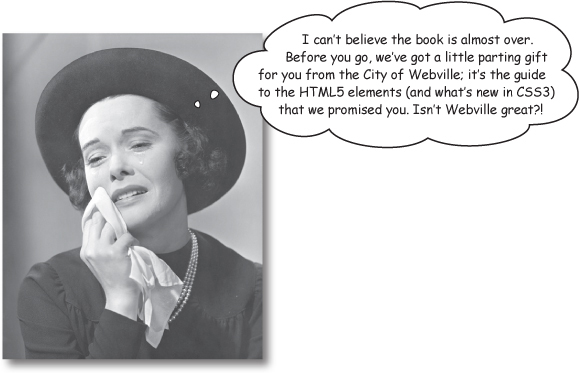 I can't believe the book is almost over.
Before you go, we've got a little parting gift
for you from the City of Webville; it's the guide
to the HTML5 elements (and what's new in CSS3)
that we promised you. Isn't Webville great?!